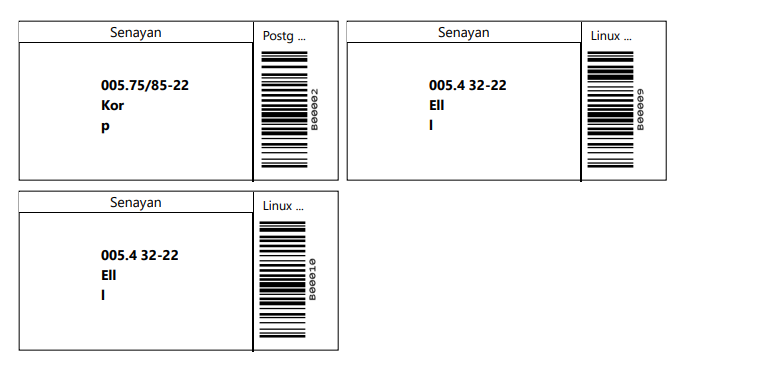 Senayan
Postg ...
005.75/85-22
Kor
p
B00002
Senayan
Linux ...
005.4 32-22
Ell
l
B00009
Senayan
Linux ...
005.4 32-22
Ell
l
B00010